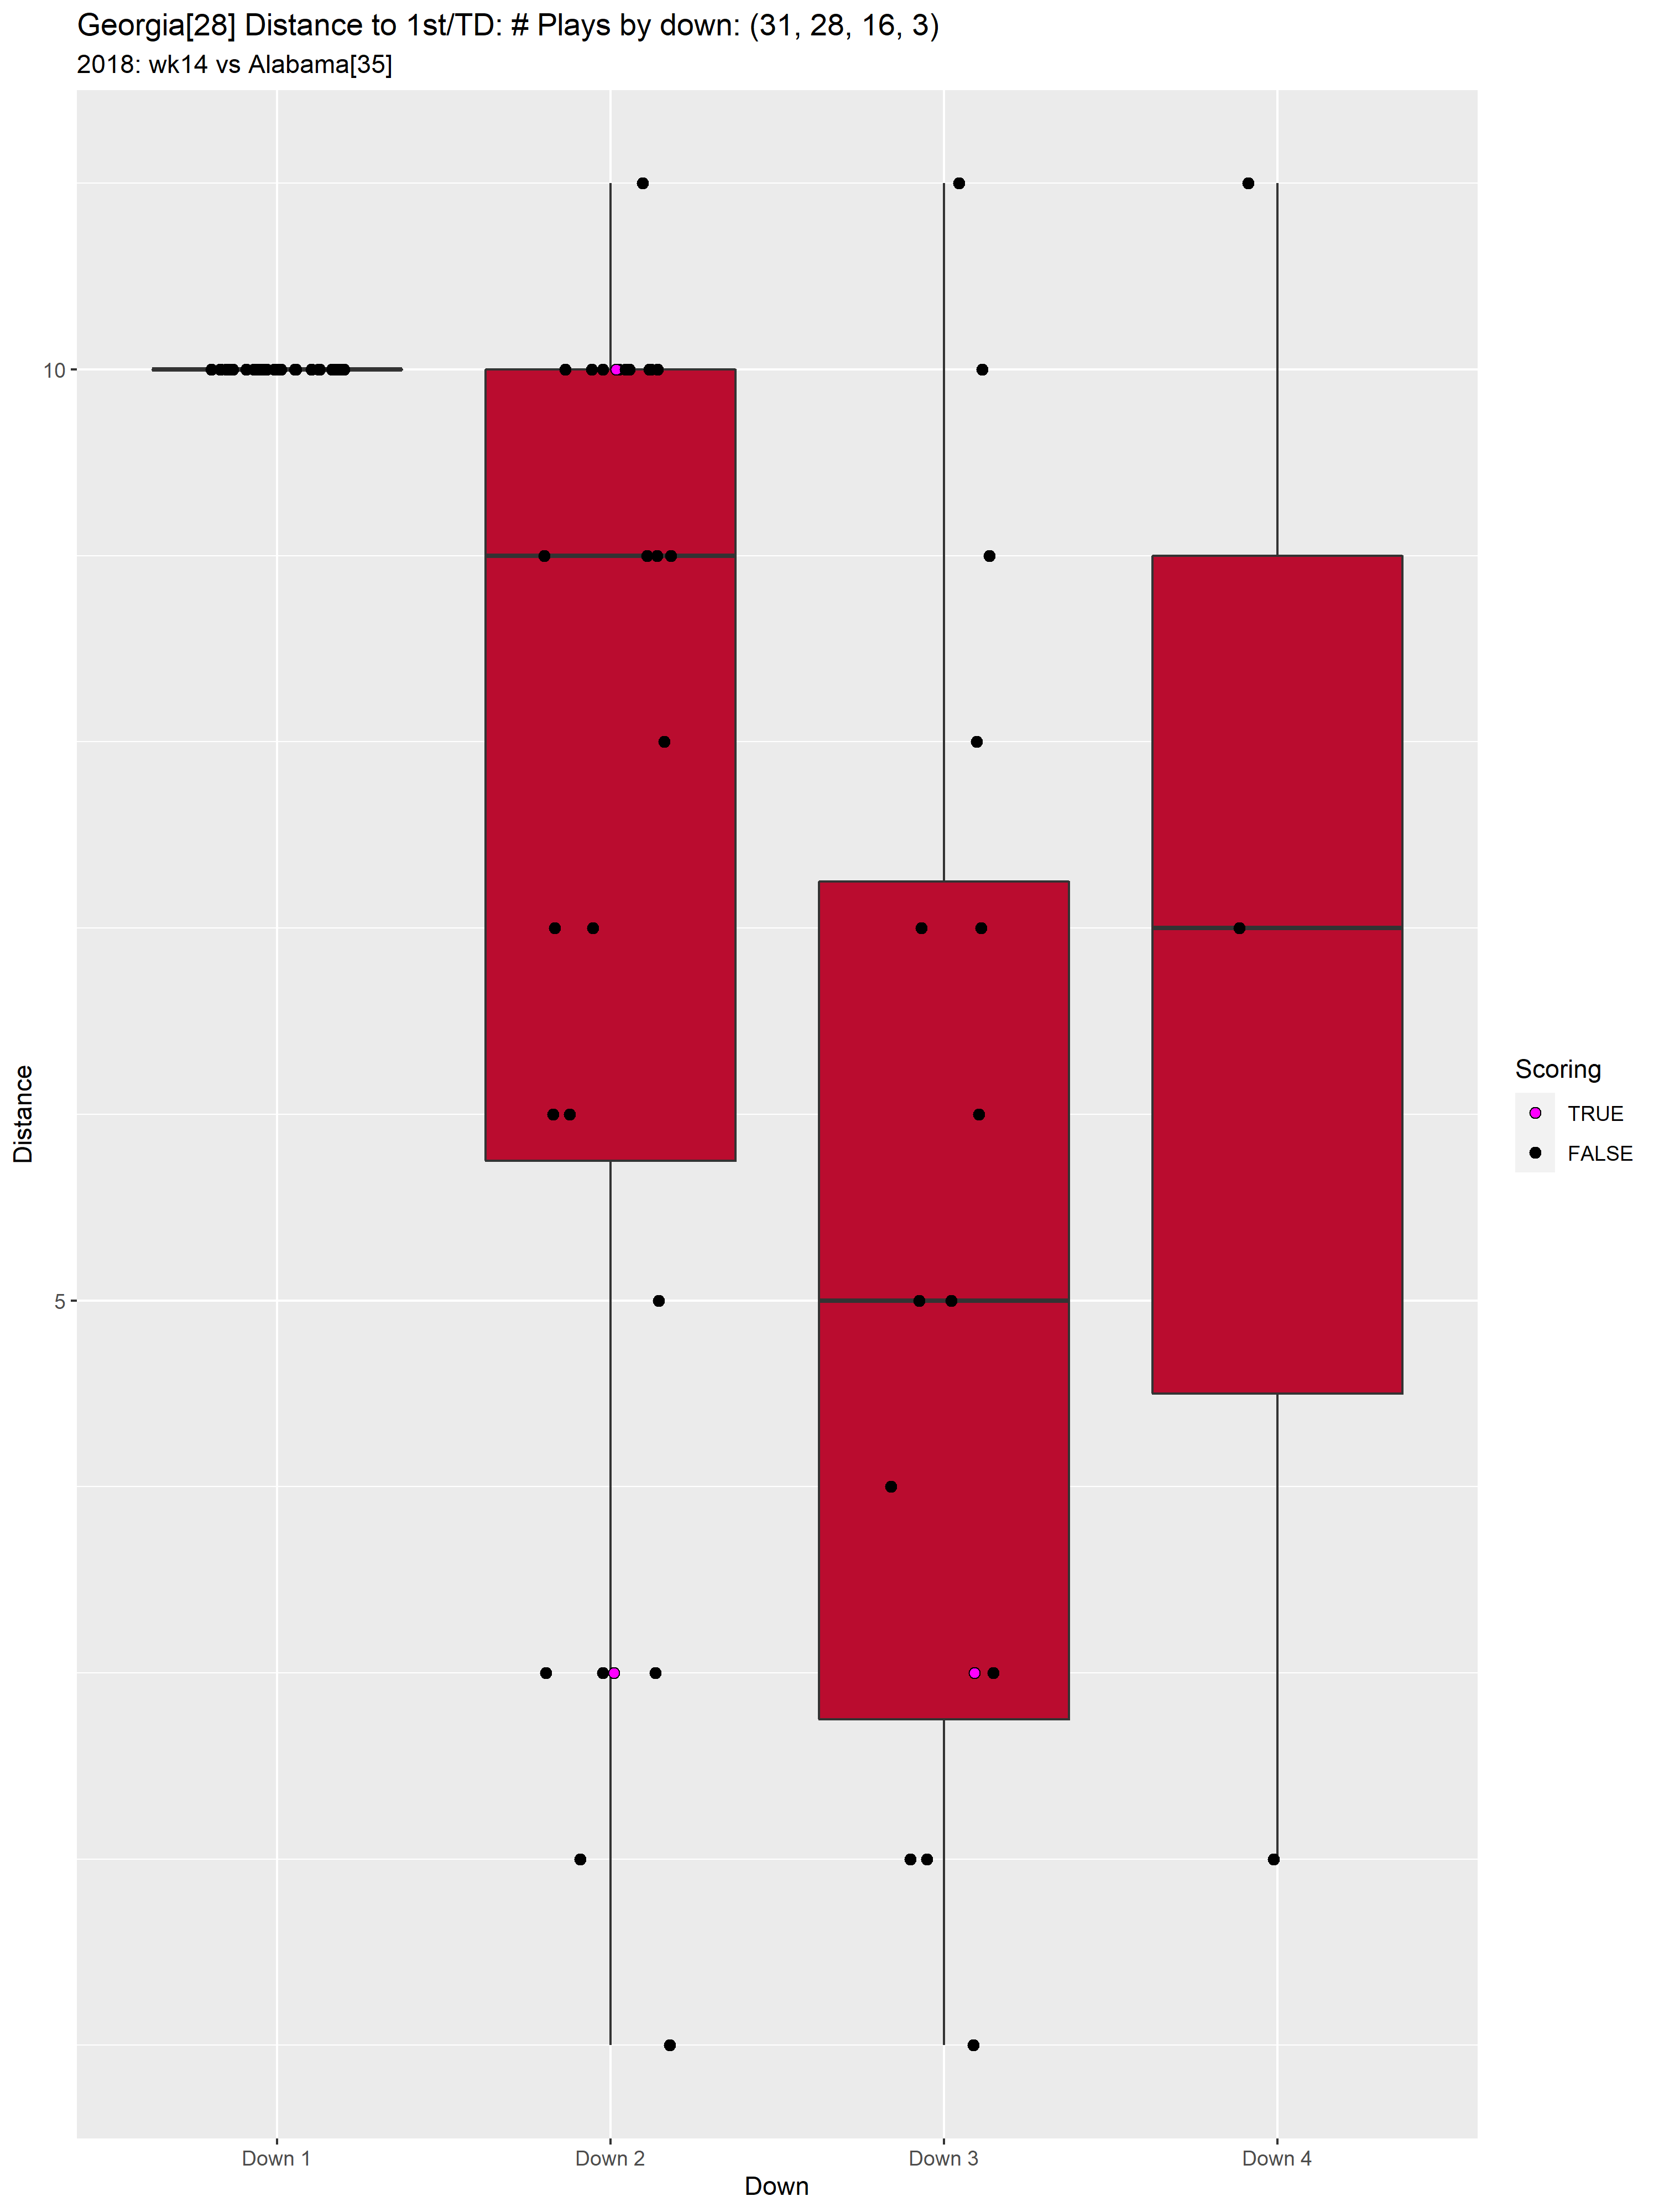 Georgia[28] Distance to 1st/TD: # Plays by down: (31, 28, 16, 3)
2018: wk14 vs Alabama[35]
10
5
Distance
Down 1
Down 2
Down 3
Down 4
Down
Scoring
TRUE
FALSE